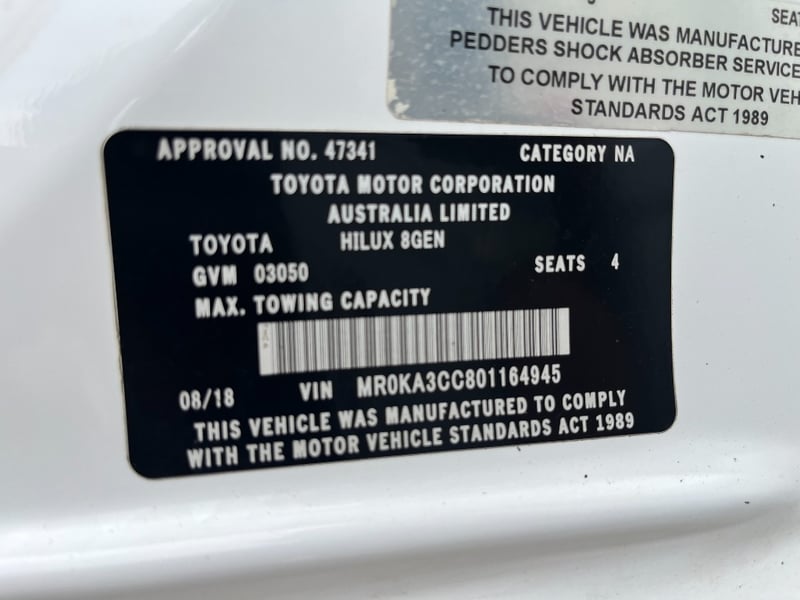 SEAT
THIS VEHICLE WAS MANUFACTURE
PEDDERS SHOCK ABSORBER SERVICE
TO COMPLY WITH THE MOTOR VEH
STANDARDS ACT 1989
APPROVAL NO. 47341 CATEGORY NA
TOYOTA MOTOR CORPORATION
AUSTRALIA LIMITED
TOYOTA HILUX 8GEN
GVM 03050 SEATS 4
MAX. TOWING CAPACITY
08/18 VIN MR0KA3CC801164945
THIS VEHICLE WAS MANUFACTURED TO COMPLY
WITH THE MOTOR VEHICLE STANDARDS ACT 1989